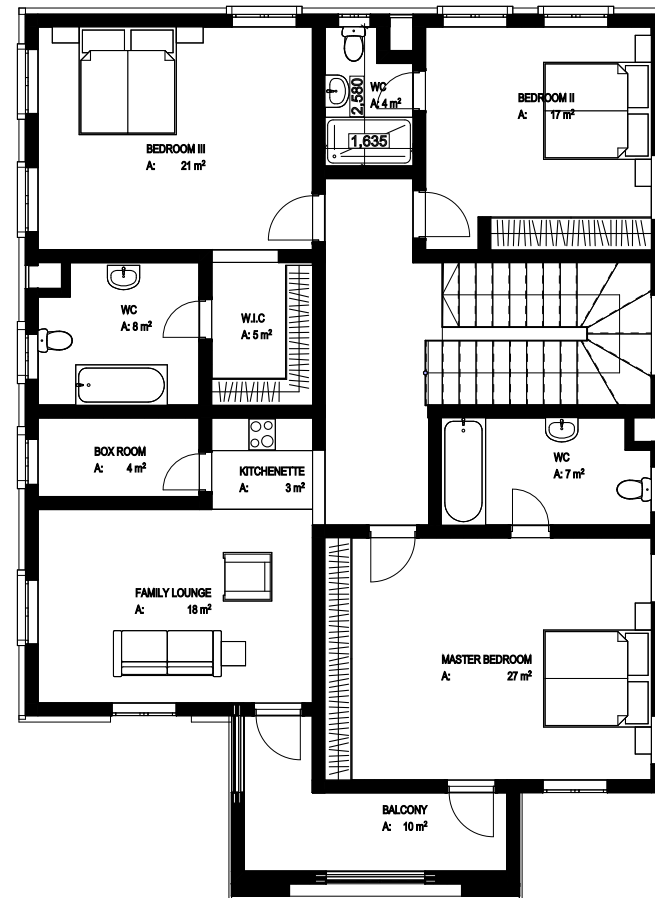 WC
A: 4 m²
2.580
1,635
BEDROOM II
A: 17 m²
BEDROOM III
A: 21 m²
WC
A: 8 m²
W.I.C
A: 5 m²
BOX ROOM
A: 4 m²
KITCHENETTE
A: 3 m²
WC
A: 7 m²
FAMILY LOUNGE
A: 18 m²
MASTER BEDROOM
A: 27 m²
BALCONY
A: 10 m²